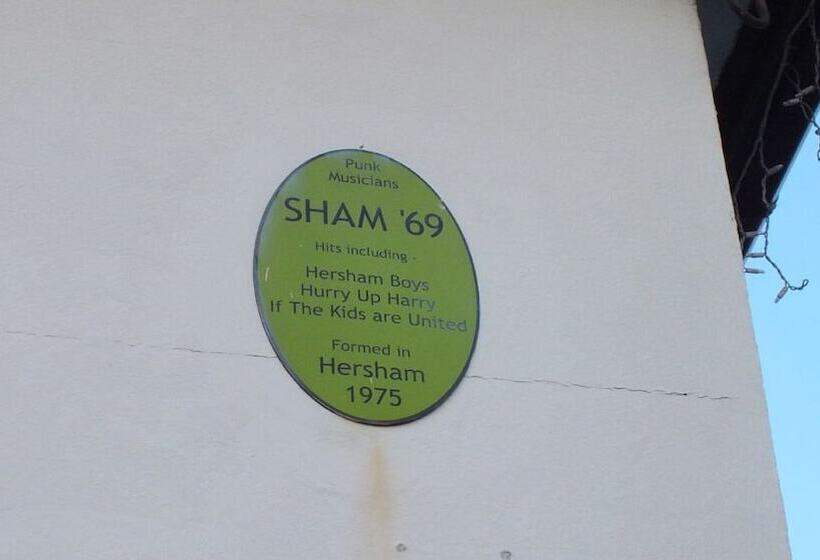 Punk
Musicians
SHAM '69
Hits including -
Hersham Boys
Hurry Up Harry
If The Kids are United
Formed in
Hersham
1975